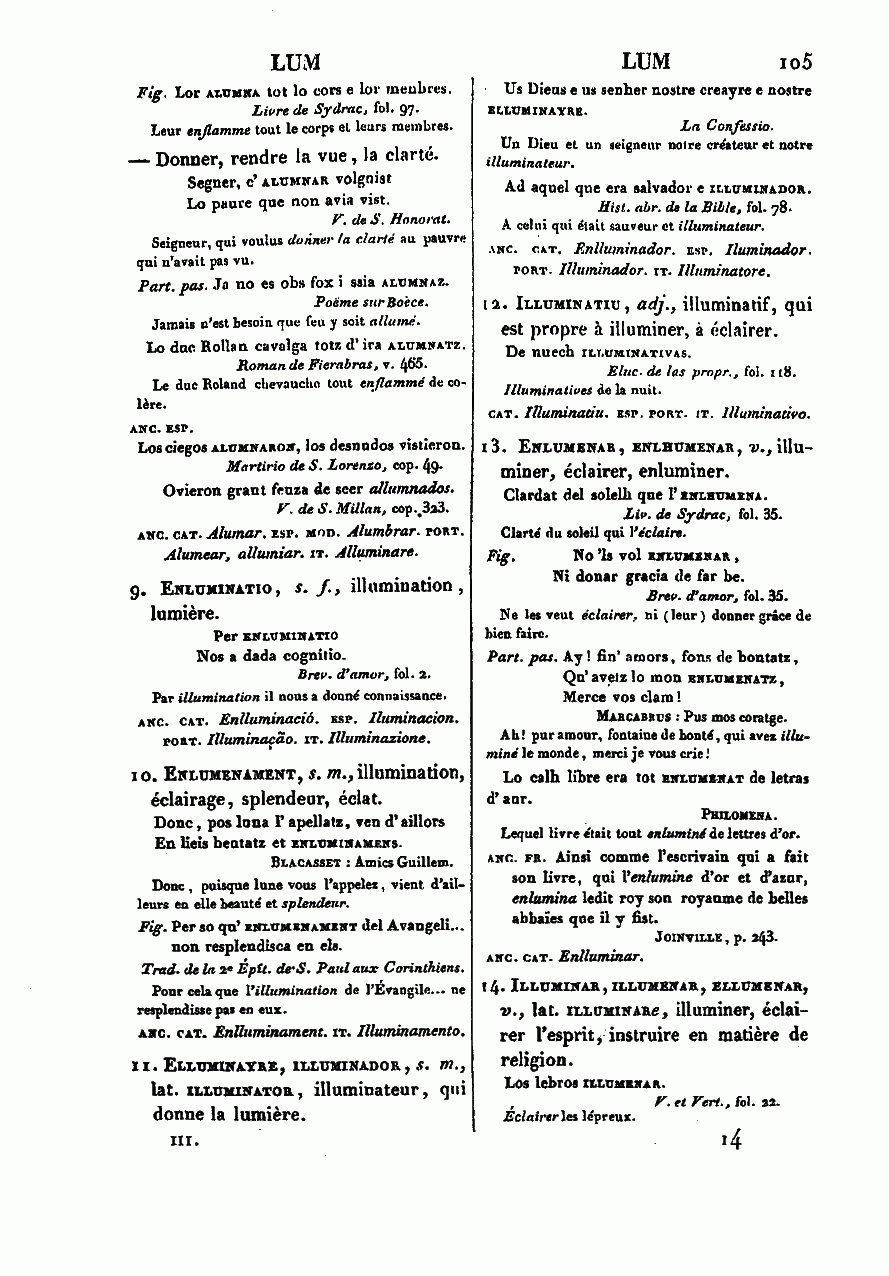 LUM
LUM
105
Fig. Lor ALUMNA tot lo cors e lor menbres.
Livre de Sydrac, fol. 97.
Leur enflamme tout le corps et leurs membres.
— Donner, rendre la vue, la clarté.
Segner, c' ALUMNAR volguist
Lo paure que non avia vist.
V. de S. Honorat.
Seigneur, qui voulus donner la clarté au pauvre
qui n'avait pas vu.
Part. pas. Ja no es obs fox i ssia ALUMNAZ.
Poëme sur Boèce.
Jamais n'est besoin que feu y soit allumé.
Lo duc Rollan cavalga totz d' ira ALUMNATZ.
Roman de Fierabras, v. 465.
Le duc Roland chevaucha tout enflammé de co-
lère.
ANC. ESP.
Los ciegos ALUMNARON, los desnudos vistieron.
Martirio de S. Lorenzo, cop. 49.
Ovieron grant feuza de seer allumnados.
V. de S. Millan, cop. 323.
ANC. CAT. Alumar. ESP. MOD. Alumbrar. PORT.
Alumear, allumiar. IT. Alluminare.
9. ENLUMINATIO, s. f., illumination,
lumière.
Per ENLUMINATIO
Nos a dada cognitio.
Brev. d'amor, fol. 2.
Par illumination il nous a donné connaissance.
ANC. CAT. Enlluminació. ESP. Iluminacion.
PORT. Illuminação. IT. Illuminazione.
10. ENLUMENAMENT, s. m., illumination,
éclairage, splendeur, éclat.
Donc, pos luna l' apellatz, ven d' aillors
En lieis beutatz et ENLUMINAMENS.
BLACASSET : Amics Guillem.
Donc, puisque lune vous l'appelez, vient d'ail-
leurs en elle beauté et splendeur.
Fig. Per so qu' ENLUMENAMENT del Avangeli...
non resplendisca en els.
Trad. de la 2e Épît. de S. Paul aux Corinthiens.
Pour cela que l'illumination de l'Évangile... ne
resplendisse pas en eux.
ANC. CAT. Enlluminament. IT. Illuminamento.
11. ELLUMINAYRE, ILLUMINADOR, s. m.,
lat. ILLUMINATOR, illuminateur, qui
donne la lumière.
III.
Us Dieus e us senher nostre creayre e nostre
ELLUMINAYRE.
La Confessio.
Un Dieu et un seigneur notre créateur et notre
illuminateur.
Ad aquel que era salvador e ILLUMINADOR.
Hist. abr. de la Bible, fol. 78.
A celui qui était sauveur et illuminateur.
ANC. CAT. Enlluminador. ESP. Iluminador.
PORT. Illuminador. IT. Illuminatore.
12. ILLUMINATIU, adj., illuminatif, qui
est propre à illuminer, à éclairer.
De nuech ILLUMINATIVAS.
Eluc. de las propr., fol. 118.
Illuminatives de la nuit.
CAT. Illuminatiu. ESP. PORT. IT. Illuminativo.
13. ENLUMENAR, ENLHUMENAR, v., illu-
miner, éclairer, enluminer.
Clardat del solelh que l' ENLHUMENA.
Liv. de Sydrac, fol. 35.
Clarté du soleil qui l'éclaire.
Fig. No 'ls vol ENLUMENAR,
Ni donar gracia de far be.
Brev. d'amor, fol. 35.
Ne les veut éclairer, ni (leur) donner grâce de
bien faire.
Part. pas. Ay! fin' amors, fons de bontatz,
Qu' aveiz lo mon ENLUMENATZ,
Merce vos clam!
MARCABRUS : Pus mos coratge.
Ah! pur amour, fontaine de bonté, qui avez illu-
miné le monde, merci je vous crie!
Lo calh libre era tot ENLUMENAT de letras
d' aur.
PHILOMENA.
Lequel livre était tout enluminé de lettres d'or.
ANC. FR. Ainsi comme l'escrivain qui a fait
son livre, qui l'enlumine d'or et d'azur,
enlumina ledit roy son royaume de belles
abbaïes que il y fist.
JOINVILLE, p. 243.
ANC. CAT. Enlluminar.
14. ILLUMINAR, ILLUMENAR, ELLUMENAR,
v., lat. ILLUMINARe, illuminer, éclai-
rer l'esprit, instruire en matière de
religion.
Los lebros ILLUMENAR.
V. et Vert., fol. 22.
Éclairer les lépreux.
14